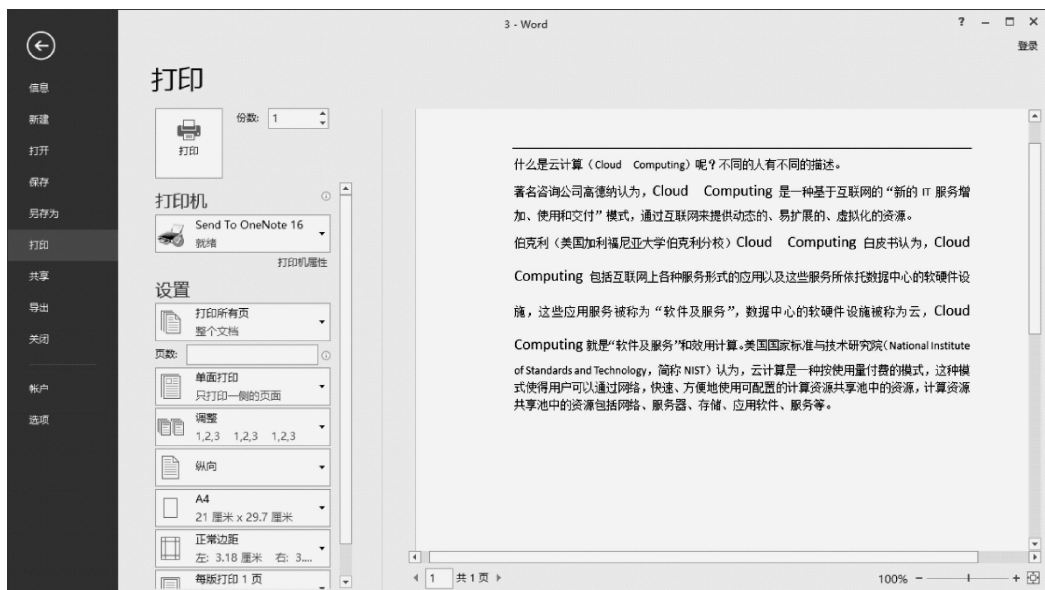 3 - Word
? – □ ×
登录
信息
新建
打开
保存
另存为
打印
共享
导出
关闭
帐户
选项
打印
打印
份数: 1
打印机
Send To OneNote 16
就绪
打印机属性
设置
打印所有页
整个文档
页数:
单面打印
只打印一侧的页面
调整
1,2,3 1,2,3 1,2,3
纵向
A4
21 厘米 x 29.7 厘米
正常边距
左: 3.18 厘米 右: 3....
每版打印 1 页
什么是云计算（Cloud Computing）呢？不同的人有不同的描述。
著名咨询公司高德纳认为，Cloud Computing 是一种基于互联网的“新的 IT 服务增
加、使用和交付”模式，通过互联网来提供动态的、易扩展的、虚拟化的资源。
伯克利（美国加利福尼亚大学伯克利分校）Cloud Computing 白皮书认为，Cloud
Computing 包括互联网上各种服务形式的应用以及这些服务所依托数据中心的软硬件设
施，这些应用服务被称为“软件及服务”，数据中心的软硬件设施被称为云，Cloud
Computing 就是“软件及服务”和效用计算。美国国家标准与技术研究院（National Institute
of Standards and Technology，简称 NIST）认为，云计算是一种按使用量付费的模式，这种模
式使得用户可以通过网络，快速、方便地使用可配置的计算资源共享池中的资源，计算资源
共享池中的资源包括网络、服务器、存储、应用软件、服务等。
1 共 1 页
100% – +